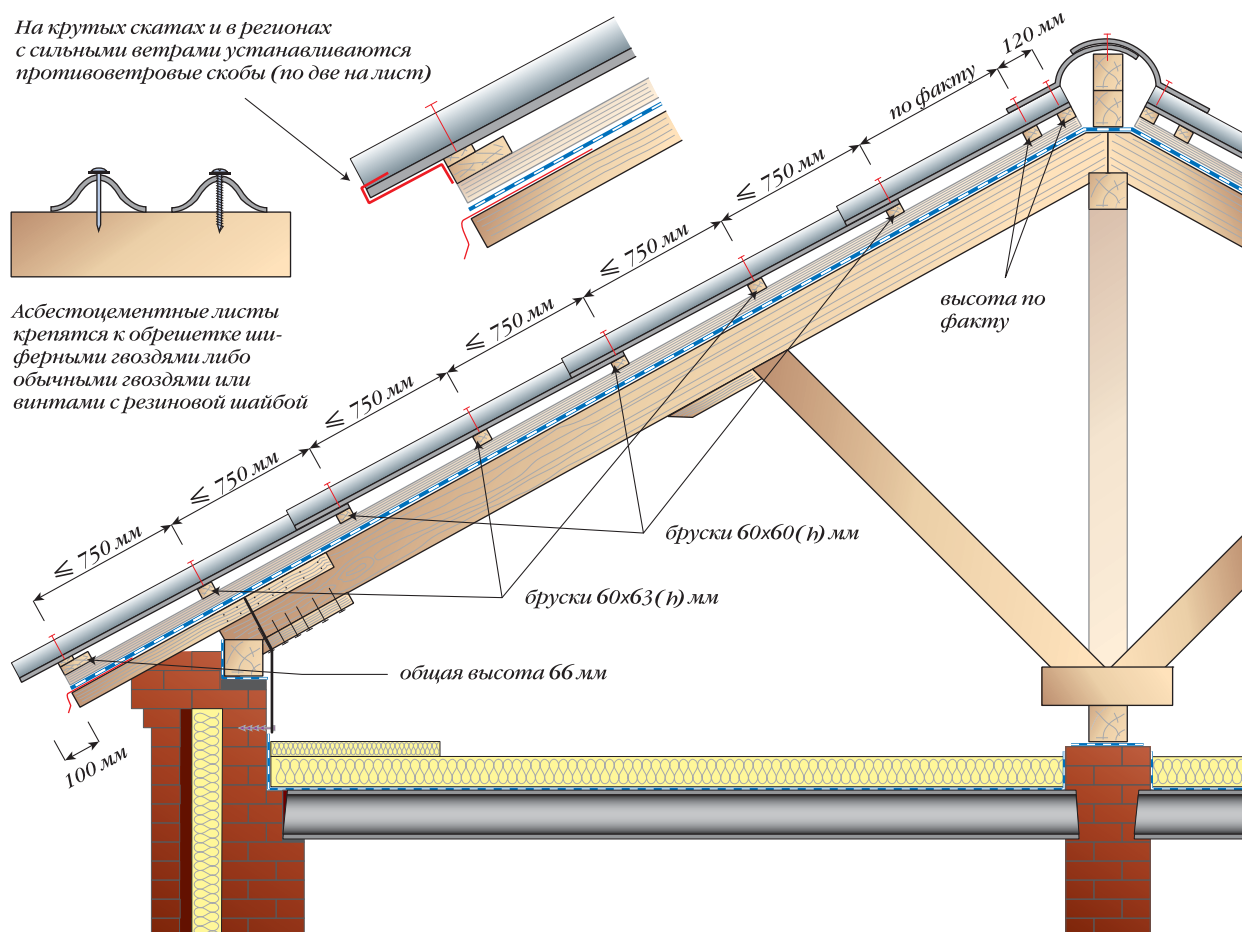 На крутых скатах и в регионах
с сильными ветрами устанавливаются
противоветровые скобы (по две на лист)
120 мм
по факту
≤ 750 мм
≤ 750 мм
≤ 750 мм
≤ 750 мм
≤ 750 мм
≤ 750 мм
Асбестоцементные листы
крепятся к обрешетке ши-
ферными гвоздями либо
обычными гвоздями или
винтами с резиновой шайбой
высота по
факту
бруски 60х60(h) мм
бруски 60х63(h) мм
общая высота 66 мм
100 мм